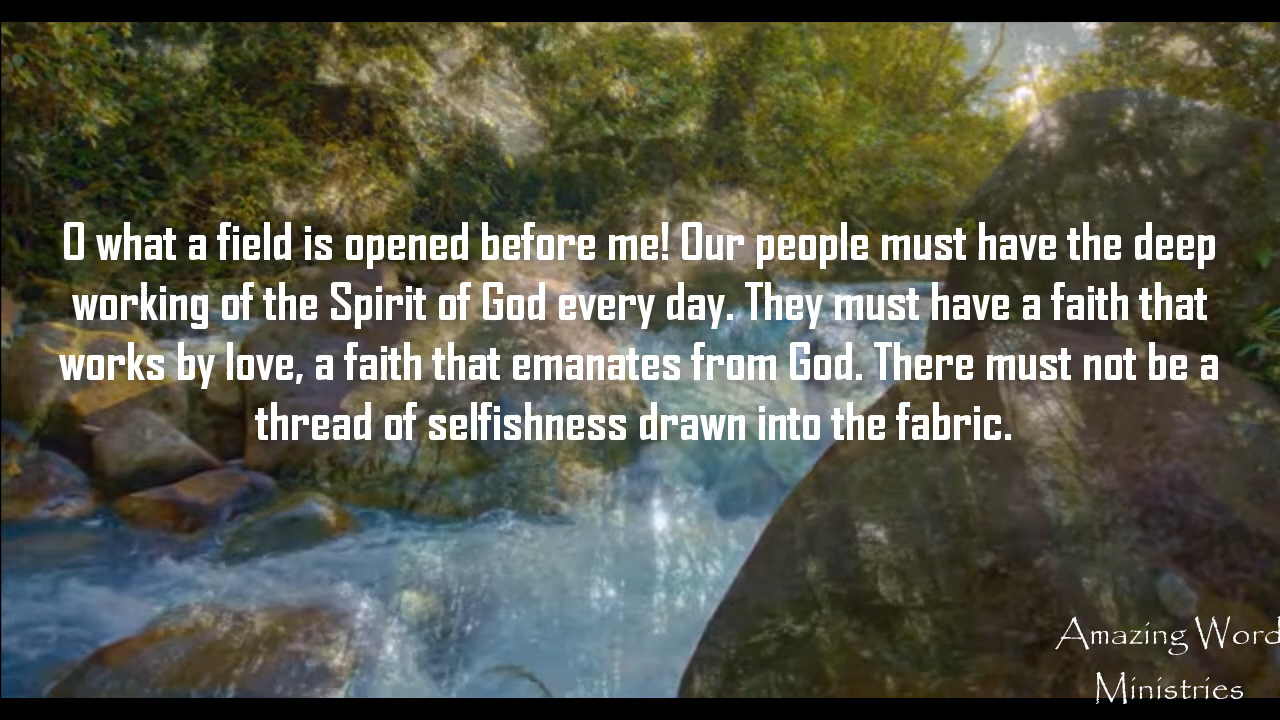 O what a field is opened before me! Our people must have the deep
working of the Spirit of God every day. They must have a faith that
works by love, a faith that emanates from God. There must not be a
thread of selfishness drawn into the fabric.
Amazing Word
Ministries